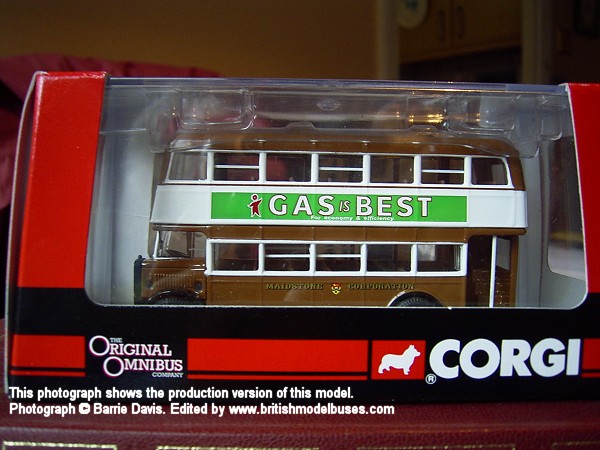 GAS IS BEST
For economy & efficiency
MAIDSTONE CORPORATION
THE
ORIGINAL
OMNIBUS
COMPANY
® CORGI
This photograph shows the production version of this model.
Photograph © Barrie Davis. Edited by www.britishmodelbuses.com